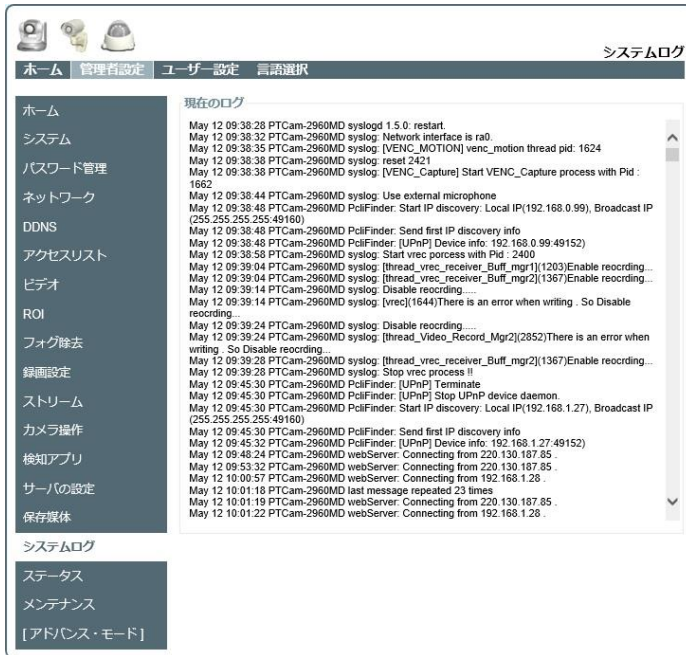 システムログ
ホーム 管理者設定 ユーザー設定 言語選択
ホーム
システム
パスワード管理
ネットワーク
DDNS
アクセスリスト
ビデオ
ROI
フォグ除去
録画設定
ストリーム
カメラ操作
検知アプリ
サーバの設定
保存媒体
システムログ
ステータス
メンテナンス
[アドバンス・モード]
現在のログ
May 12 09:38:28 PTCam-2960MD syslogd 1.5.0: restart.
May 12 09:38:32 PTCam-2960MD syslog: Network interface is ra0.
May 12 09:38:35 PTCam-2960MD syslog: [VENC_MOTION] venc_motion thread pid: 1624
May 12 09:38:38 PTCam-2960MD syslog: reset 2421
May 12 09:38:38 PTCam-2960MD syslog: [VENC_Capture] Start VENC_Capture process with Pid :
1662
May 12 09:38:44 PTCam-2960MD syslog: Use external microphone
May 12 09:38:48 PTCam-2960MD PcliFinder: Start IP discovery: Local IP(192.168.0.99), Broadcast IP
(255.255.255.255:49160)
May 12 09:38:48 PTCam-2960MD PcliFinder: Send first IP discovery info
May 12 09:38:48 PTCam-2960MD PcliFinder: [UPnP] Device info: 192.168.0.99:49152)
May 12 09:38:58 PTCam-2960MD syslog: Start vrec porcess with Pid : 2400
May 12 09:39:04 PTCam-2960MD syslog: [thread_vrec_receiver_Buff_mgr1](1203)Enable reocrding...
May 12 09:39:04 PTCam-2960MD syslog: [thread_vrec_receiver_Buff_mgr2](1367)Enable reocrding...
May 12 09:39:14 PTCam-2960MD syslog: Disable reocrding.....
May 12 09:39:14 PTCam-2960MD syslog: [vrec](1644)There is an error when writing . So Disable
reocrding...
May 12 09:39:24 PTCam-2960MD syslog: Disable reocrding.....
May 12 09:39:24 PTCam-2960MD syslog: [thread_Video_Record_Mgr2](2852)There is an error when
writing . So Disable reocrding...
May 12 09:39:28 PTCam-2960MD syslog: [thread_vrec_receiver_Buff_mgr2](1367)Enable reocrding...
May 12 09:39:28 PTCam-2960MD syslog: Stop vrec process !!
May 12 09:45:30 PTCam-2960MD PcliFinder: [UPnP] Terminate
May 12 09:45:30 PTCam-2960MD PcliFinder: [UPnP] Stop UPnP device daemon.
May 12 09:45:30 PTCam-2960MD PcliFinder: Start IP discovery: Local IP(192.168.1.27), Broadcast IP
(255.255.255.255:49160)
May 12 09:45:30 PTCam-2960MD PcliFinder: Send first IP discovery info
May 12 09:45:32 PTCam-2960MD PcliFinder: [UPnP] Device info: 192.168.1.27:49152)
May 12 09:48:24 PTCam-2960MD webServer: Connecting from 220.130.187.85 .
May 12 09:53:32 PTCam-2960MD webServer: Connecting from 220.130.187.85 .
May 12 10:00:57 PTCam-2960MD webServer: Connecting from 192.168.1.28 .
May 12 10:01:18 PTCam-2960MD last message repeated 23 times
May 12 10:01:19 PTCam-2960MD webServer: Connecting from 220.130.187.85 .
May 12 10:01:22 PTCam-2960MD webServer: Connecting from 192.168.1.28 .